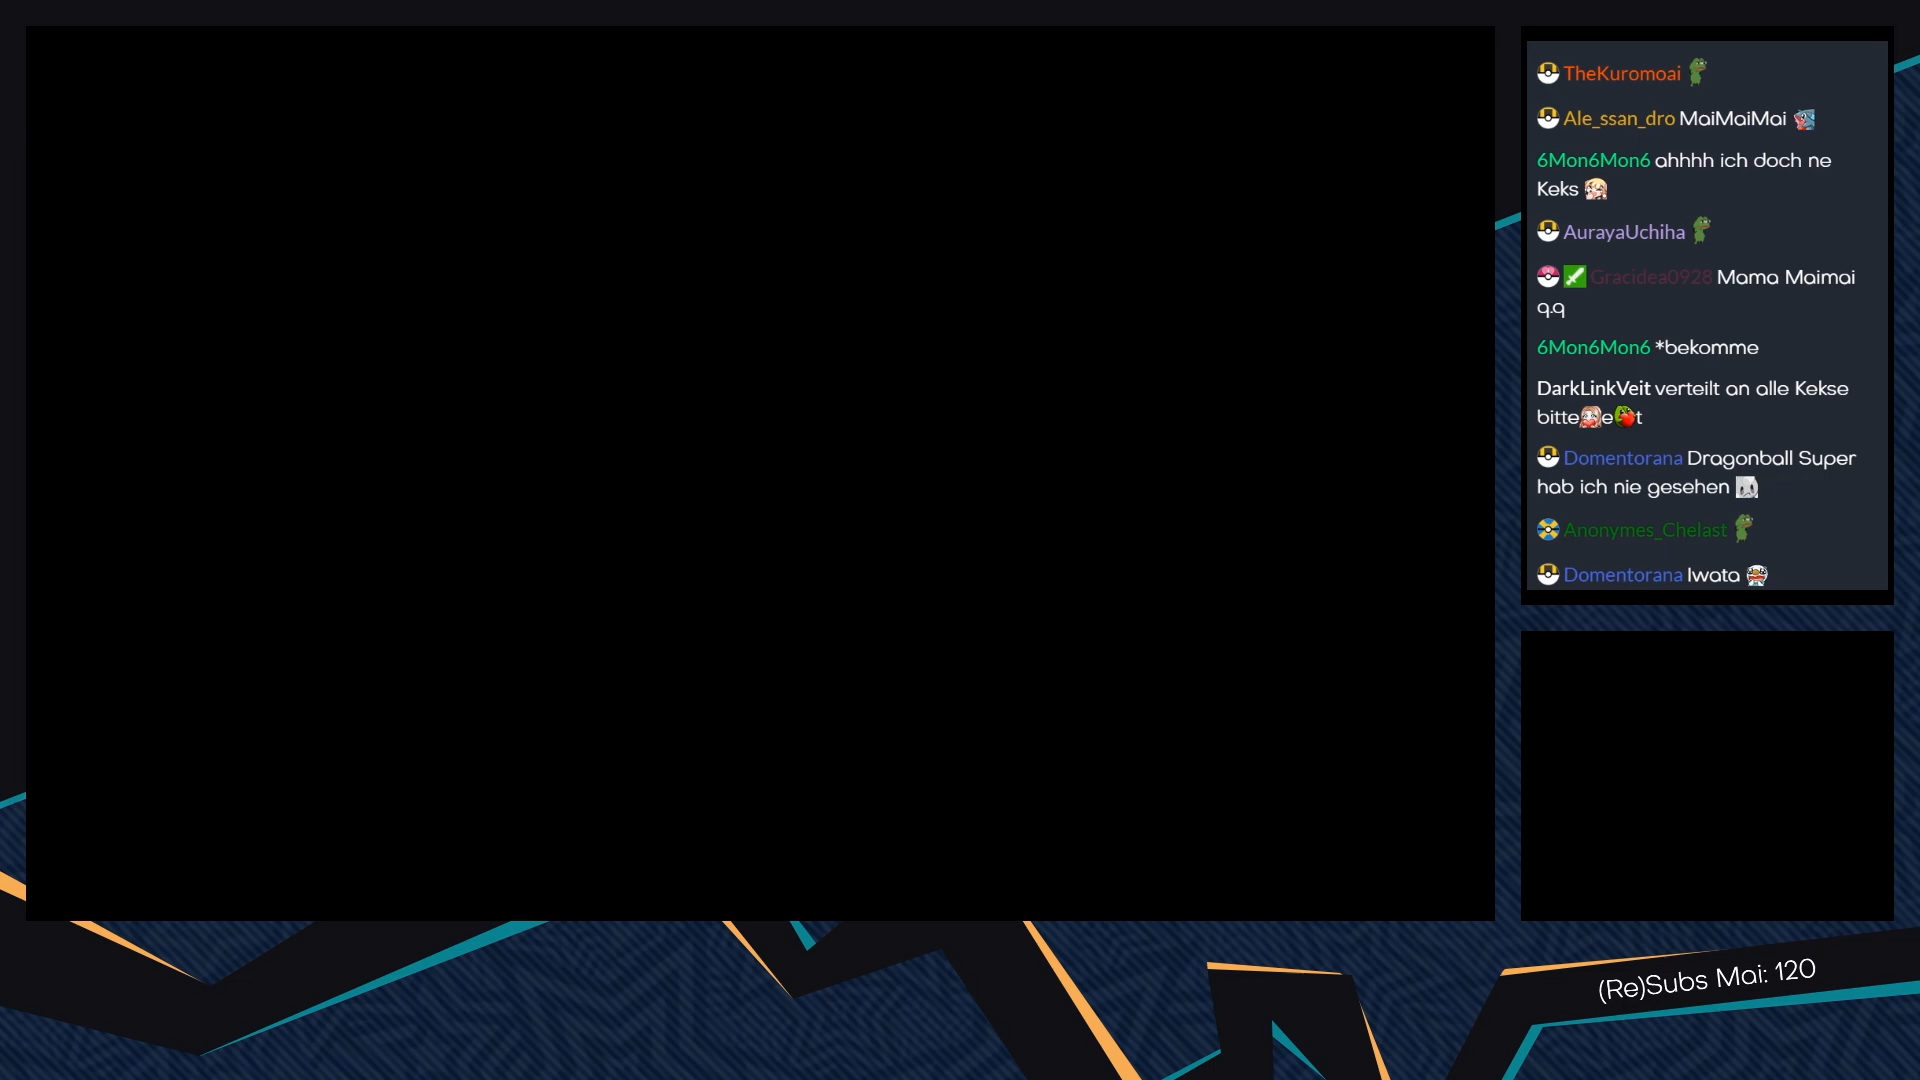 TheKuromoai
Ale_ssan_dro MaiMaiMai
6Mon6Mon6 ahhhh ich doch ne
Keks
AurayaUchiha
Gracidea0928 Mama Maimai
q.q
6Mon6Mon6 *bekomme
DarkLinkVeit verteilt an alle Kekse
bitte e t
Domentorana Dragonball Super
hab ich nie gesehen
Anonymes_Chelast
Domentorana Iwata
(Re)Subs Mai: 120